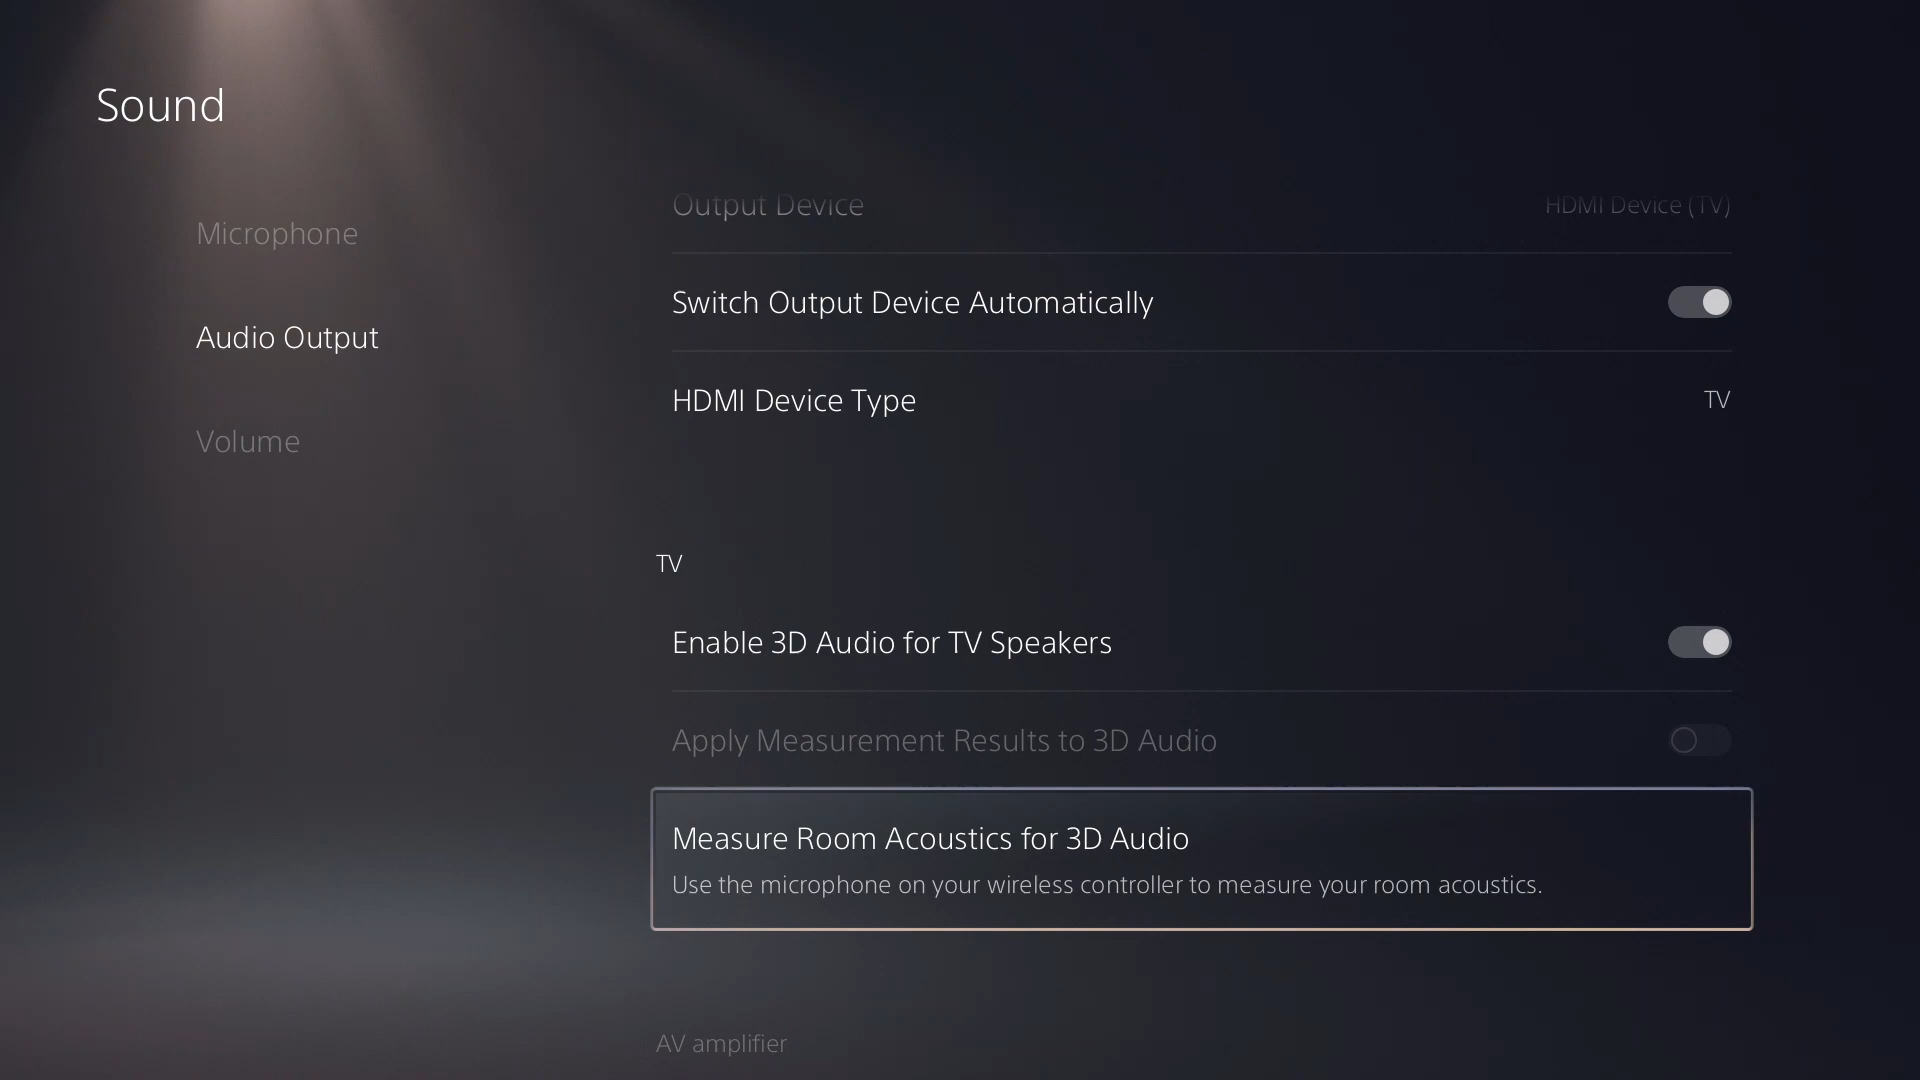 Sound
Microphone
Audio Output
Volume
Output Device
HDMI Device (TV)
Switch Output Device Automatically
HDMI Device Type
TV
TV
Enable 3D Audio for TV Speakers
Apply Measurement Results to 3D Audio
Measure Room Acoustics for 3D Audio
Use the microphone on your wireless controller to measure your room acoustics.
AV amplifier